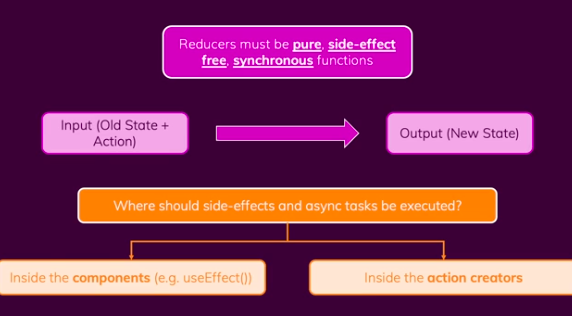 Reducers must be pure, side-effect
free, synchronous functions
Input (Old State +
Action)
Output (New State)
Where should side-effects and async tasks be executed?
Inside the components (e.g. useEffect())
Inside the action creators